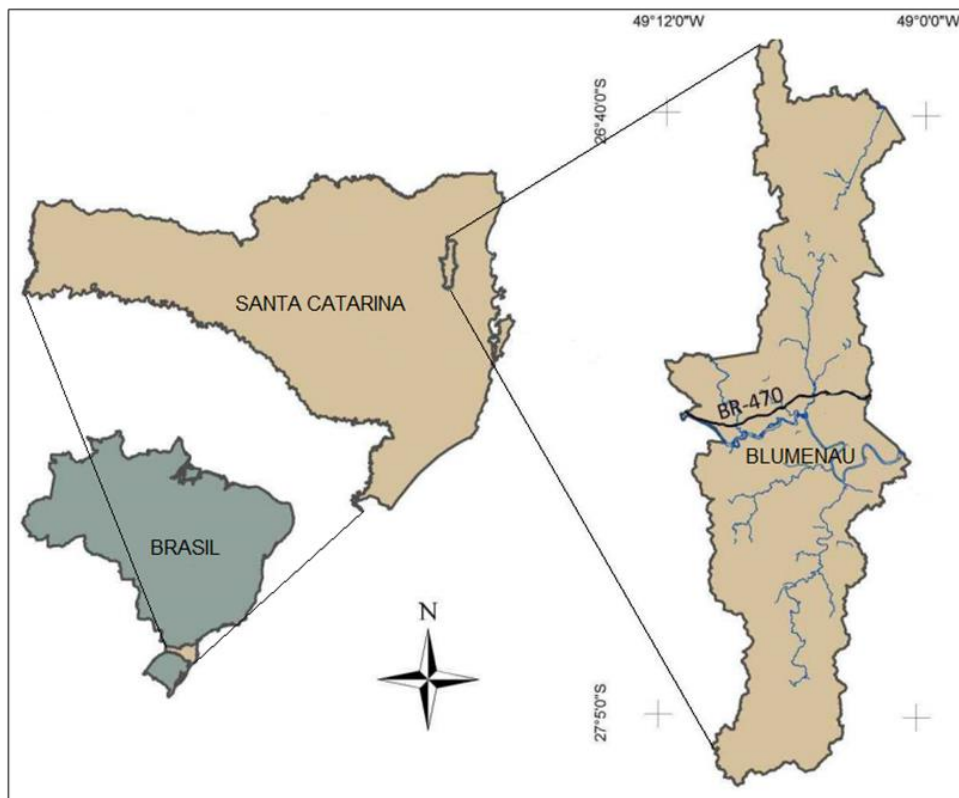 49°12'0"W
49°0'0"W
26°40'0"S
SANTA CATARINA
BR-470
BLUMENAU
BRASIL
N
27°5'0"S